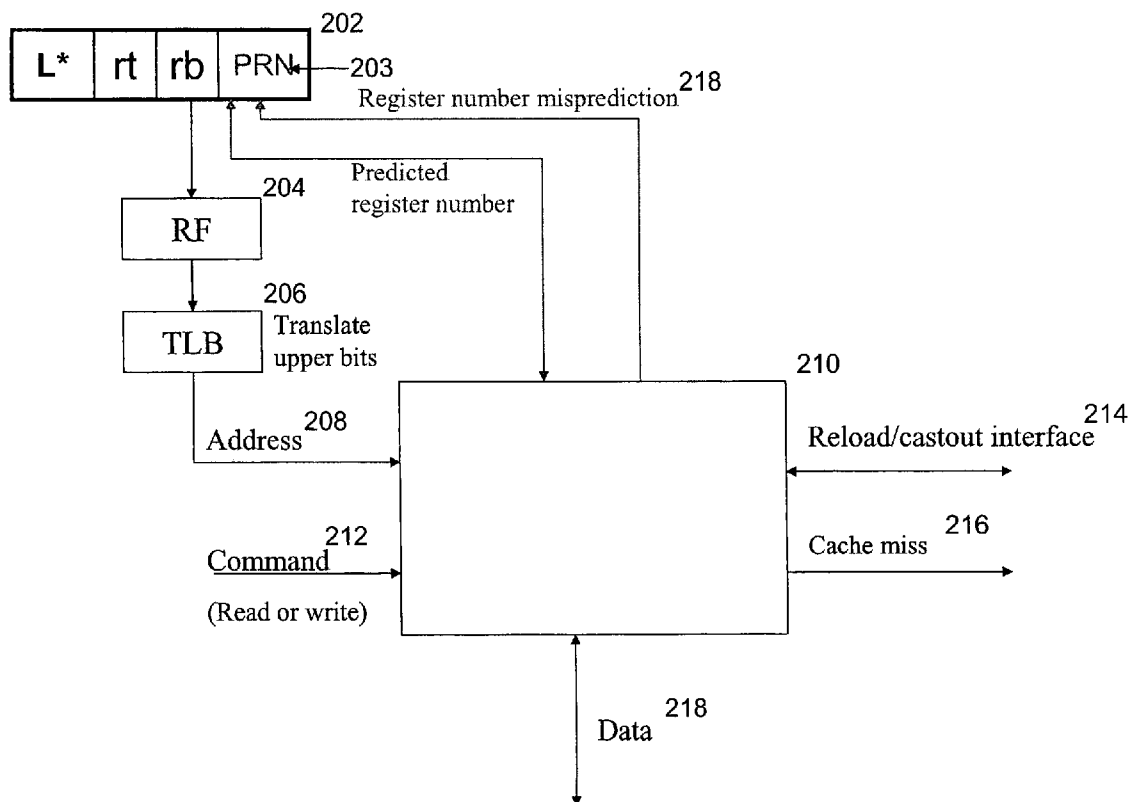 202
L* rt rb PRN 203
Register number misprediction 218
Predicted
register number
204
RF
206
TLB
Translate
upper bits
210
Address 208
Reload/castout interface 214
Command 212
(Read or write)
Cache miss 216
Data 218